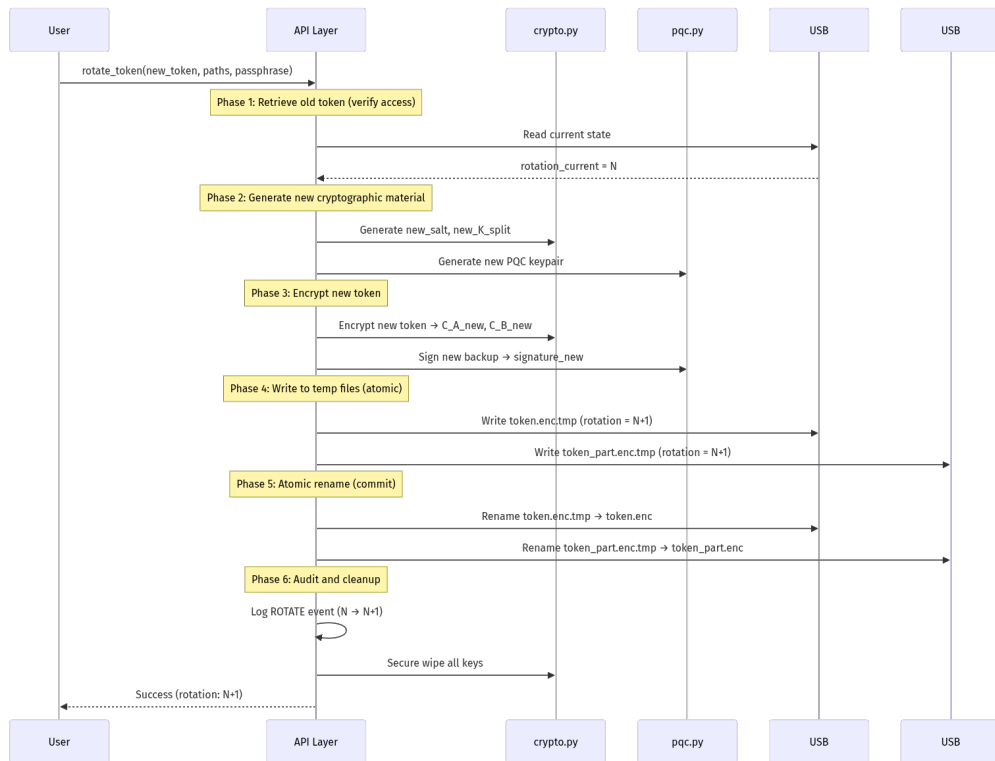 User
API Layer
crypto.py
pqc.py
USB
USB
rotate_token(new_token, paths, passphrase)
Phase 1: Retrieve old token (verify access)
Read current state
rotation_current = N
Phase 2: Generate new cryptographic material
Generate new_salt, new_K_split
Generate new PQC keypair
Phase 3: Encrypt new token
Encrypt new token → C_A_new, C_B_new
Sign new backup → signature_new
Phase 4: Write to temp files (atomic)
Write token.enc.tmp (rotation = N+1)
Write token_part.enc.tmp (rotation = N+1)
Phase 5: Atomic rename (commit)
Rename token.enc.tmp → token.enc
Rename token_part.enc.tmp → token_part.enc
Phase 6: Audit and cleanup
Log ROTATE event (N → N+1)
Secure wipe all keys
Success (rotation: N+1)
User
API Layer
crypto.py
pqc.py
USB
USB